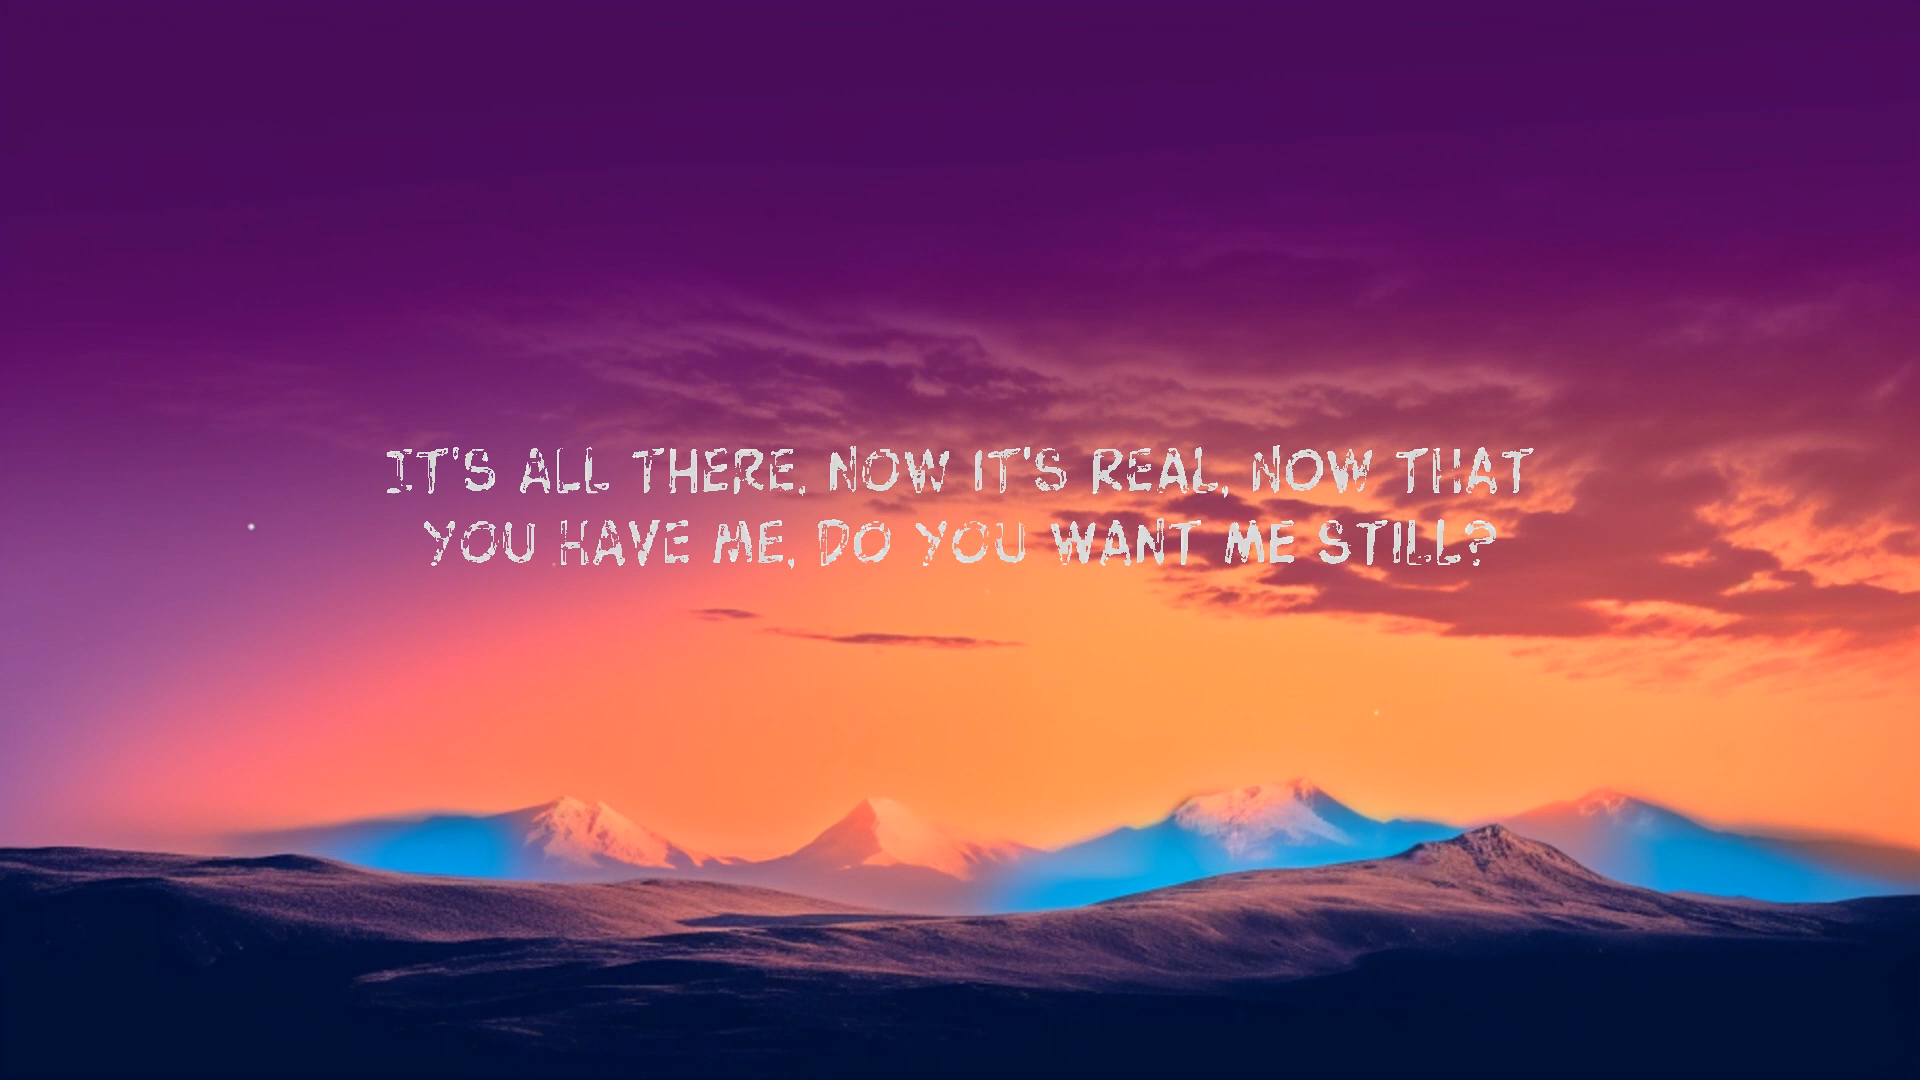 IT'S ALL THERE, NOW IT'S REAL, NOW THAT
YOU HAVE ME, DO YOU WANT ME STILL?